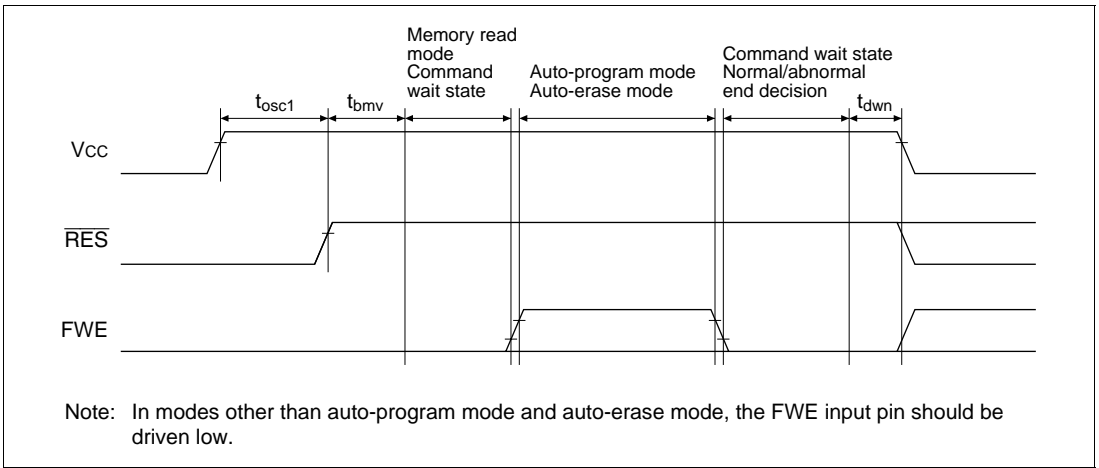 Memory read
mode
Command
wait state
Auto-program mode
Auto-erase mode
Command wait state
Normal/abnormal
end decision
tosc1
tbmv
tdwn
VCC
RES
FWE
Note: In modes other than auto-program mode and auto-erase mode, the FWE input pin should be
driven low.